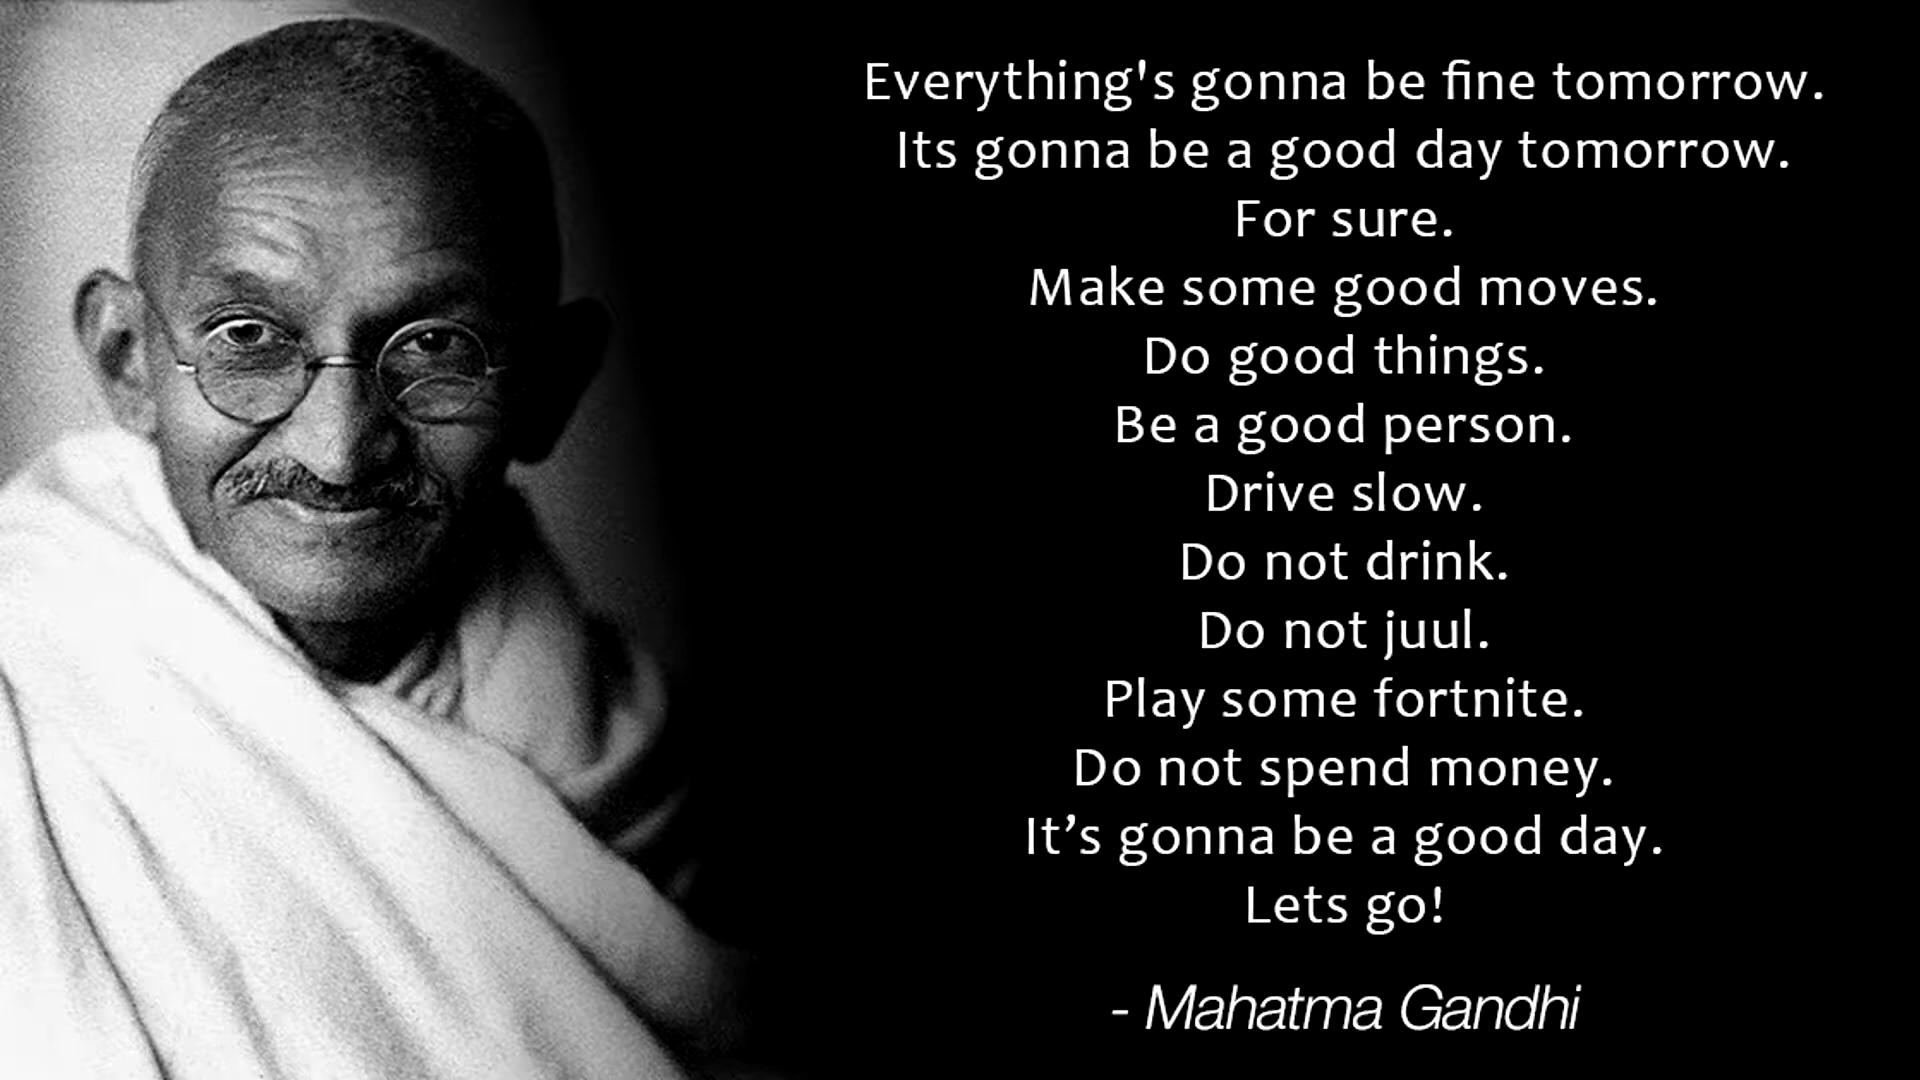 Everything's gonna be fine tomorrow.
Its gonna be a good day tomorrow.
For sure.
Make some good moves.
Do good things.
Be a good person.
Drive slow.
Do not drink.
Do not juul.
Play some fortnite.
Do not spend money.
It’s gonna be a good day.
Lets go!
- Mahatma Gandhi